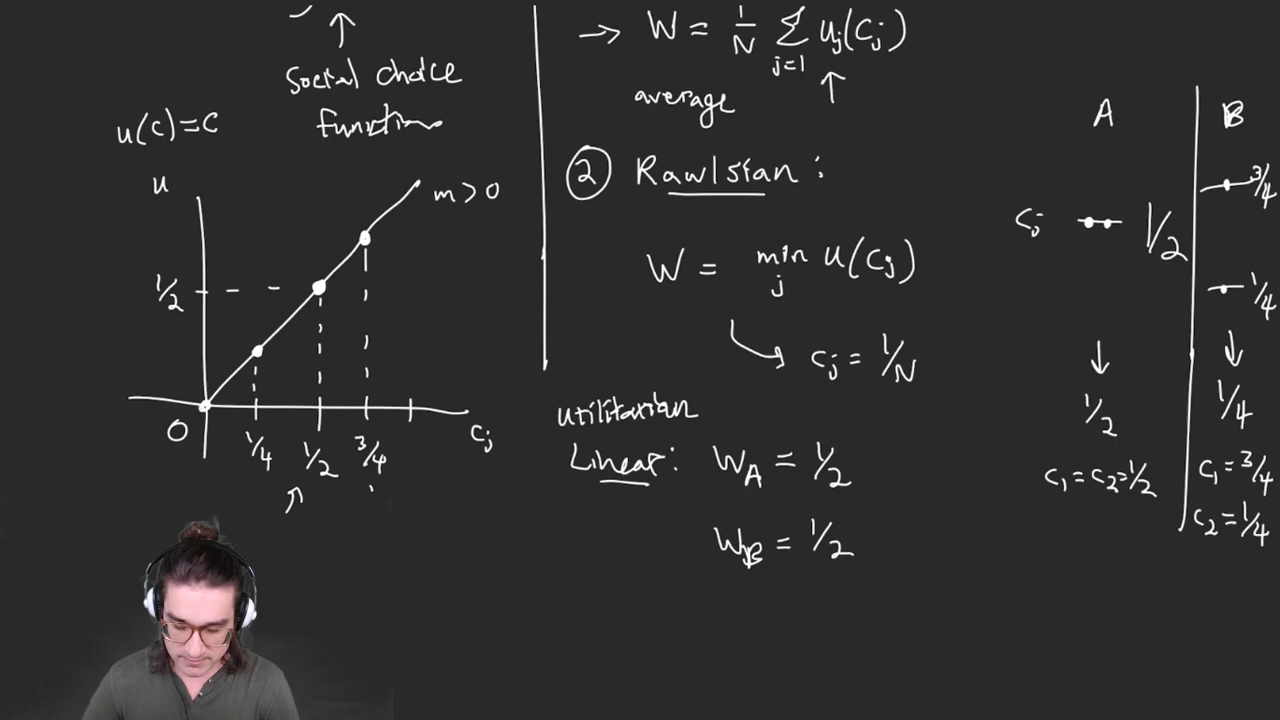 social choice
functions
u(c)=c
u
m>0
1/2
0
1/4
1/2
3/4
cj
→ W = 1/N Σ j=1 uj(cj)
average
② Rawlsian:
W = min j u(cj)
cj = 1/N
utilitarian
Linear: WA = 1/2
WB = 1/2
A
cj
1/2
1/2
c1=c2=1/2
B
3/4
1/4
1/4
c1=3/4
c2=1/4